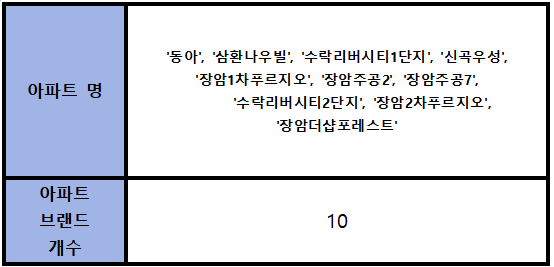 아파트 명
'동아', '삼환나우빌', '수락리버시티1단지', '신곡우성',
'장암1차푸르지오', '장암주공2', '장암주공7',
'수락리버시티2단지', '장암2차푸르지오',
'장암더샵포레스트'
아파트
브랜드
개수
10